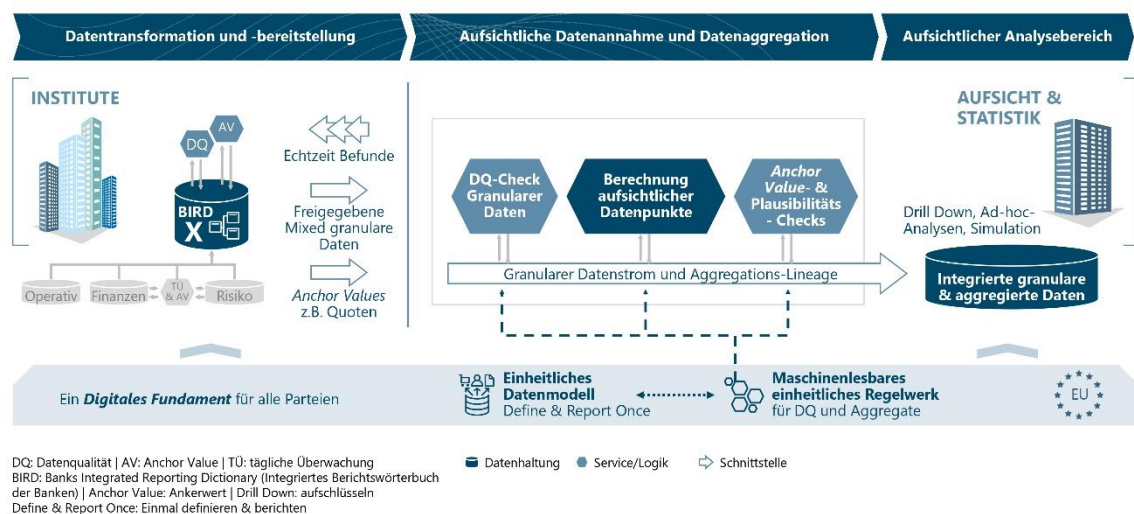 Datentransformation und -bereitstellung
Aufsichtliche Datenannahme und Datenaggregation
Aufsichtlicher Analysebereich
INSTITUTE
DQ
AV
BIRD
X
Operativ
Finanzen
TÜ
& AV
Risiko
Echtzeit Befunde
Freigegebene
Mixed granulare
Daten
Anchor Values
z.B. Quoten
DQ-Check
Granularer
Daten
Berechnung
aufsichtlicher
Datenpunkte
Anchor
Value- &
Plausibilitäts
- Checks
Granularer Datenstrom und Aggregations-Lineage
AUFSICHT &
STATISTIK
Drill Down, Ad-hoc-
Analysen, Simulation
Integrierte granulare
& aggregierte Daten
Ein Digitales Fundament für alle Parteien
Einheitliches
Datenmodell
Define & Report Once
Maschinenlesbares
einheitliches Regelwerk
für DQ und Aggregate
EU
DQ: Datenqualität | AV: Anchor Value | TÜ: tägliche Überwachung
BIRD: Banks Integrated Reporting Dictionary (Integriertes Berichtswörterbuch
der Banken) | Anchor Value: Ankerwert | Drill Down: aufschlüsseln
Define & Report Once: Einmal definieren & berichten
Datenhaltung
Service/Logik
Schnittstelle